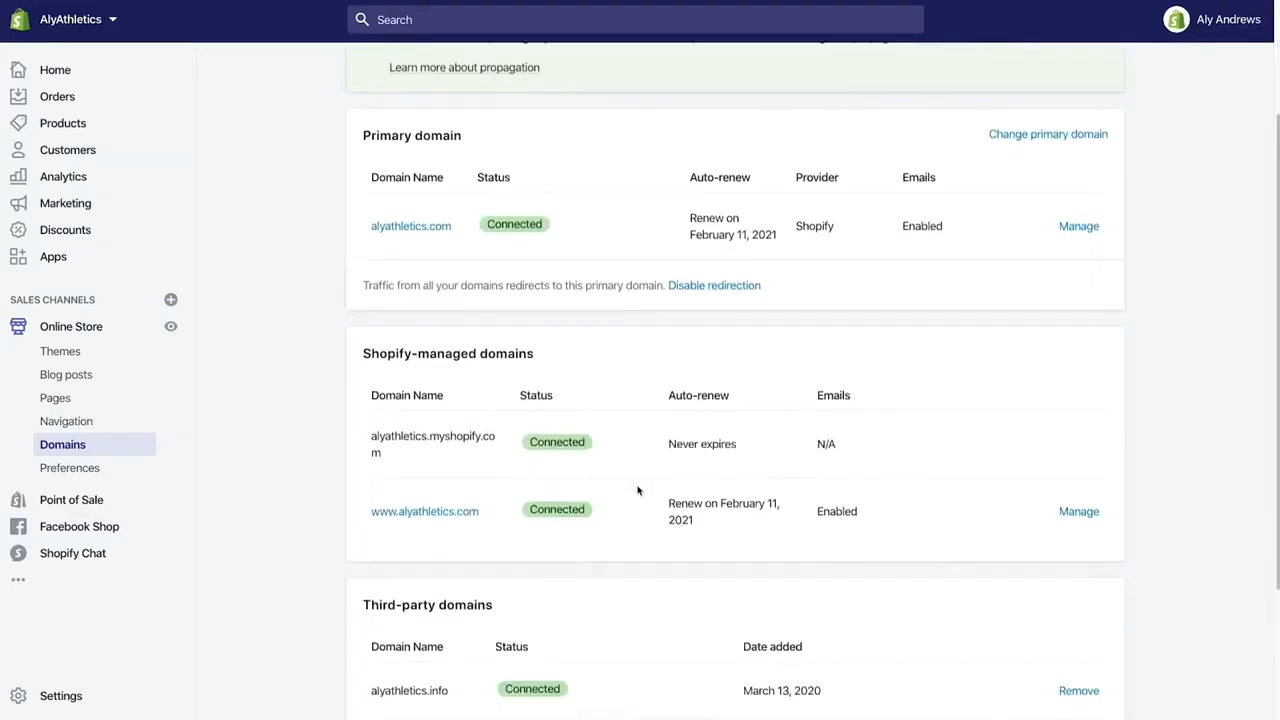 AlyAthletics
Search
Aly Andrews
Home
Orders
Products
Customers
Analytics
Marketing
Discounts
Apps
SALES CHANNELS
Online Store
Themes
Blog posts
Pages
Navigation
Domains
Preferences
Point of Sale
Facebook Shop
Shopify Chat
Settings
Learn more about propagation
Primary domain
Change primary domain
Domain Name Status Auto-renew Provider Emails
alyathletics.com Connected Renew on Shopify Enabled Manage
February 11, 2021
Traffic from all your domains redirects to this primary domain. Disable redirection
Shopify-managed domains
Domain Name Status Auto-renew Emails
alyathletics.myshopify.co Connected Never expires N/A
m
www.alyathletics.com Connected Renew on February 11, Enabled Manage
2021
Third-party domains
Domain Name Status Date added
alyathletics.info Connected March 13, 2020 Remove